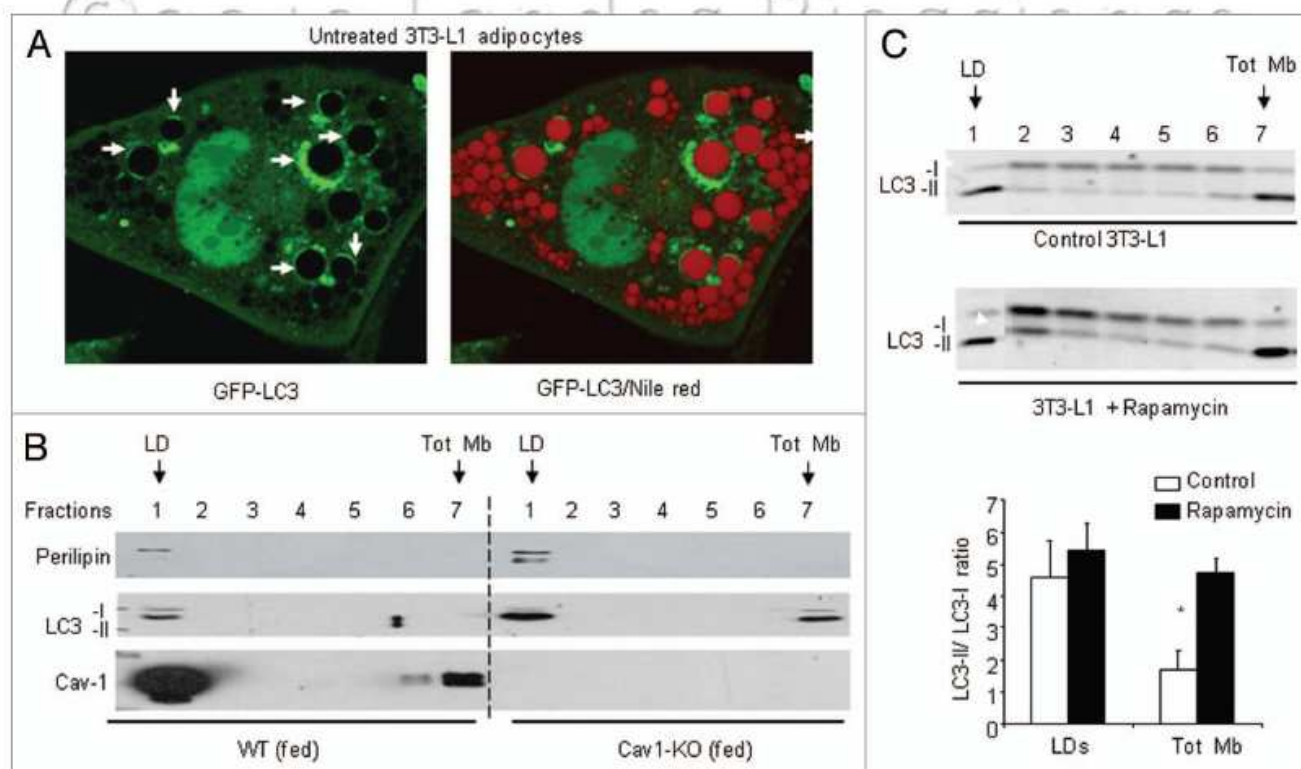 A
Untreated 3T3-L1 adipocytes
GFP-LC3
GFP-LC3/Nile red
B
LD
Tot Mb
LD
Tot Mb
Fractions 1 2 3 4 5 6 7 1 2 3 4 5 6 7
Perilipin
LC3 -I
-II
Cav-1
WT (fed)
Cav1-KO (fed)
C
LD
Tot Mb
1 2 3 4 5 6 7
LC3 -I
-II
Control 3T3-L1
LC3 -I
-II
3T3-L1 + Rapamycin
Control
Rapamycin
LC3-II/ LC3-I ratio
7
6
5
4
3
2
1
0
*
LDs
Tot Mb